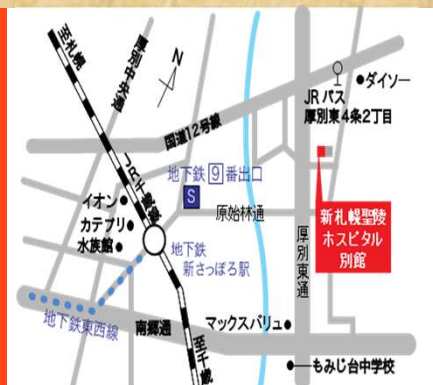 至札幌
厚別中央通
N
ダイソー
JR バス
厚別東4条2丁目
国道12号線
JR千歳線
地下鉄9番出口
S
イオン
カテプリ
水族館
原始林通
新札幌聖陵
ホスピタル
別館
地下鉄
新さっぽろ駅
厚別東通
地下鉄東西線
南郷通
マックスバリュ
至千歳
もみじ台中学校